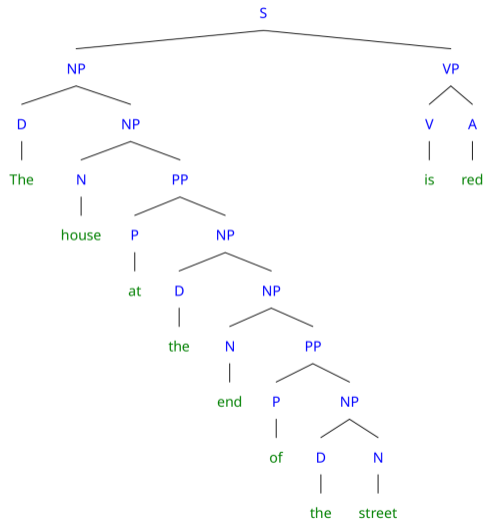 S
NP VP
D NP V A
The N PP is red
house P NP
at D NP
the N PP
end P NP
of D N
the street